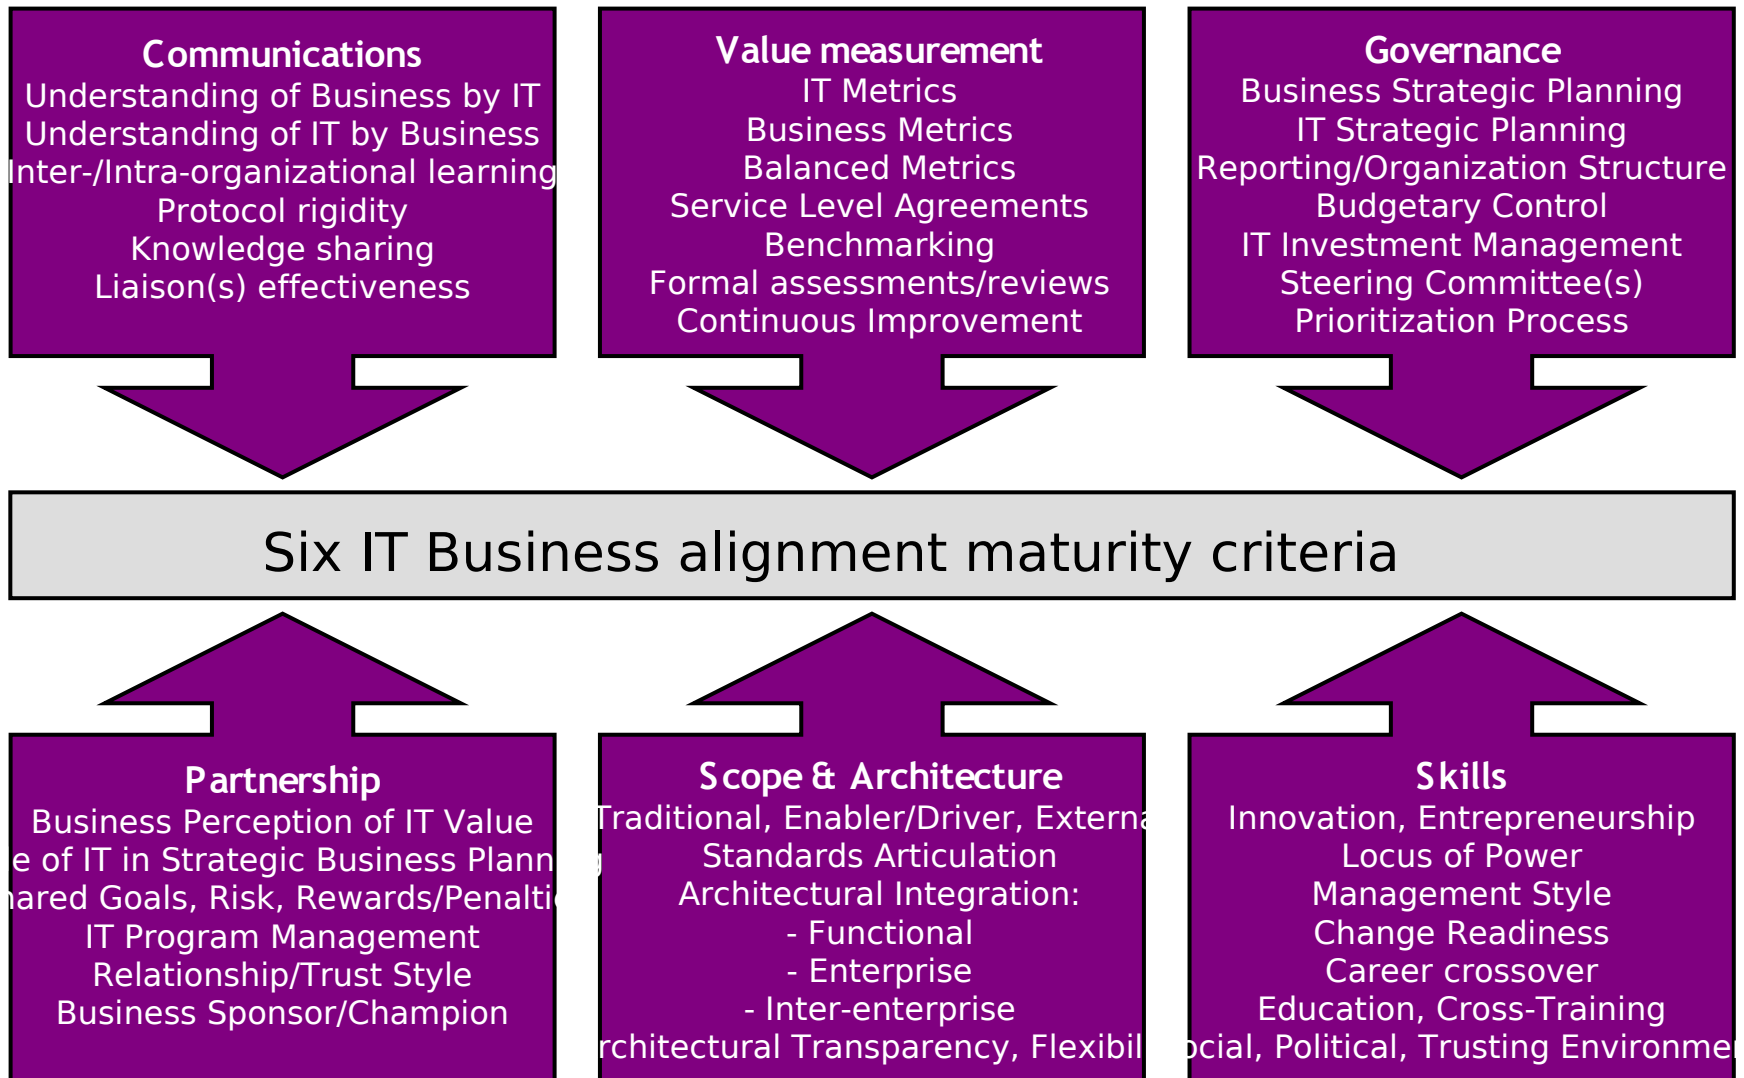 Communications
Understanding of Business by IT
Understanding of IT by Business
Inter-/Intra-organizational learning
Protocol rigidity
Knowledge sharing
Liaison(s) effectiveness
Value measurement
IT Metrics
Business Metrics
Balanced Metrics
Service Level Agreements
Benchmarking
Formal assessments/reviews
Continuous Improvement
Governance
Business Strategic Planning
IT Strategic Planning
Reporting/Organization Structure
Budgetary Control
IT Investment Management
Steering Committee(s)
Prioritization Process
Six IT Business alignment maturity criteria
Partnership
Business Perception of IT Value
e of IT in Strategic Business Plann
hared Goals, Risk, Rewards/Penalti
IT Program Management
Relationship/Trust Style
Business Sponsor/Champion
Scope & Architecture
Traditional, Enabler/Driver, Externa
Standards Articulation
Architectural Integration:
- Functional
- Enterprise
- Inter-enterprise
rchitectural Transparency, Flexibil
Skills
Innovation, Entrepreneurship
Locus of Power
Management Style
Change Readiness
Career crossover
Education, Cross-Training
ocial, Political, Trusting Environme